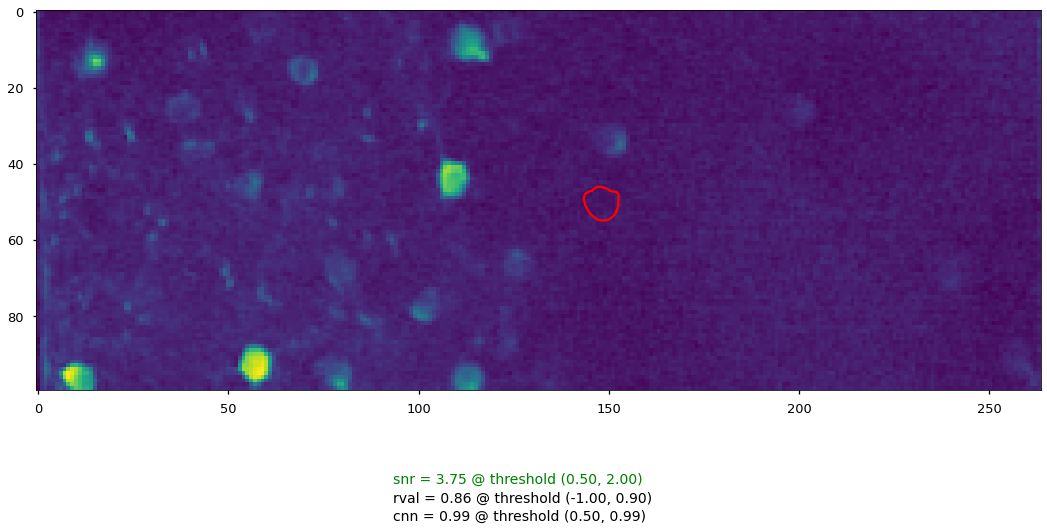 0
20
40
60
80
0 50 100 150 200 250
snr = 3.75 @ threshold (0.50, 2.00)
rval = 0.86 @ threshold (-1.00, 0.90)
cnn = 0.99 @ threshold (0.50, 0.99)